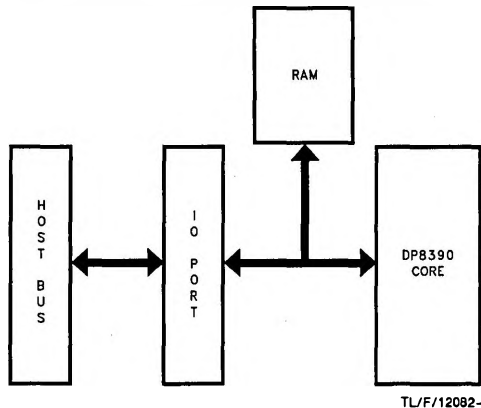 RAM
HOST BUS
IO PORT
DP8390
CORE
TL/F/12082-